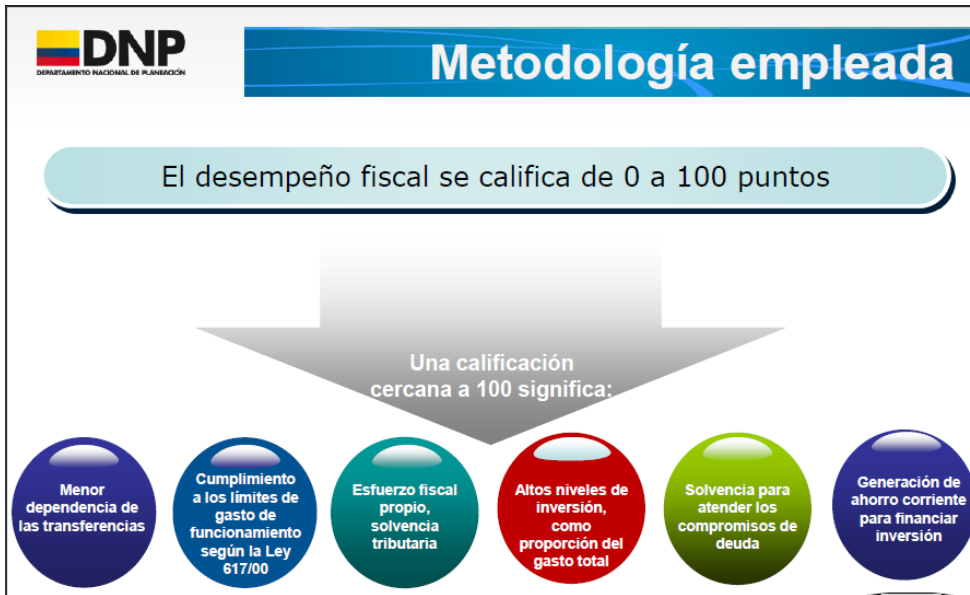 DNP
DEPARTAMENTO NACIONAL DE PLANEACIÓN
Metodología empleada
El desempeño fiscal se califica de 0 a 100 puntos
Una calificación
cercana a 100 significa:
Menor
dependencia de
las transferencias
Cumplimiento
a los límites de
gasto de
funcionamiento
según la Ley
617/00
Esfuerzo fiscal
propio,
solvencia
tributaria
Altos niveles de
inversión,
como
proporción del
gasto total
Solvencia para
atender los
compromisos de
deuda
Generación de
ahorro corriente
para financiar
inversión